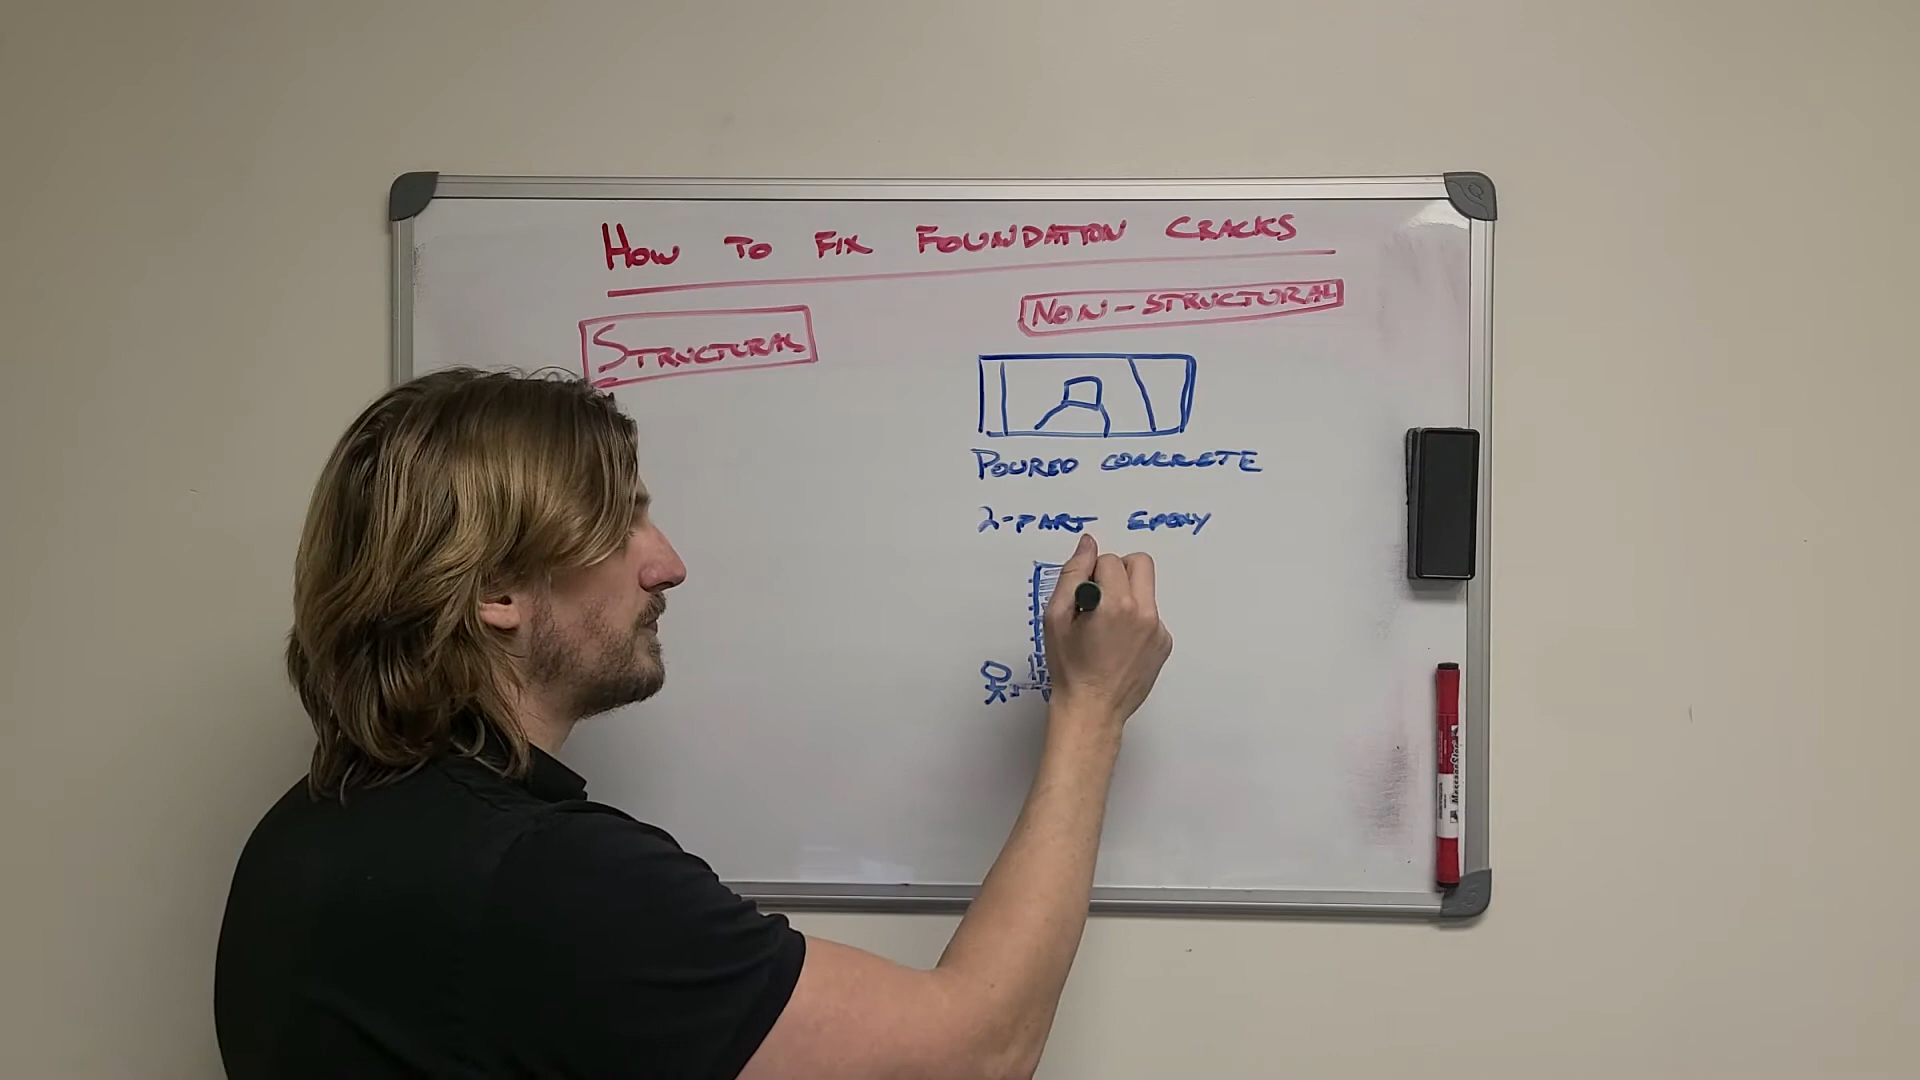 HOW TO FIX FOUNDATION CRACKS
STRUCTURAL
NON-STRUCTURAL
POURED CONCRETE
2-PART EPOXY